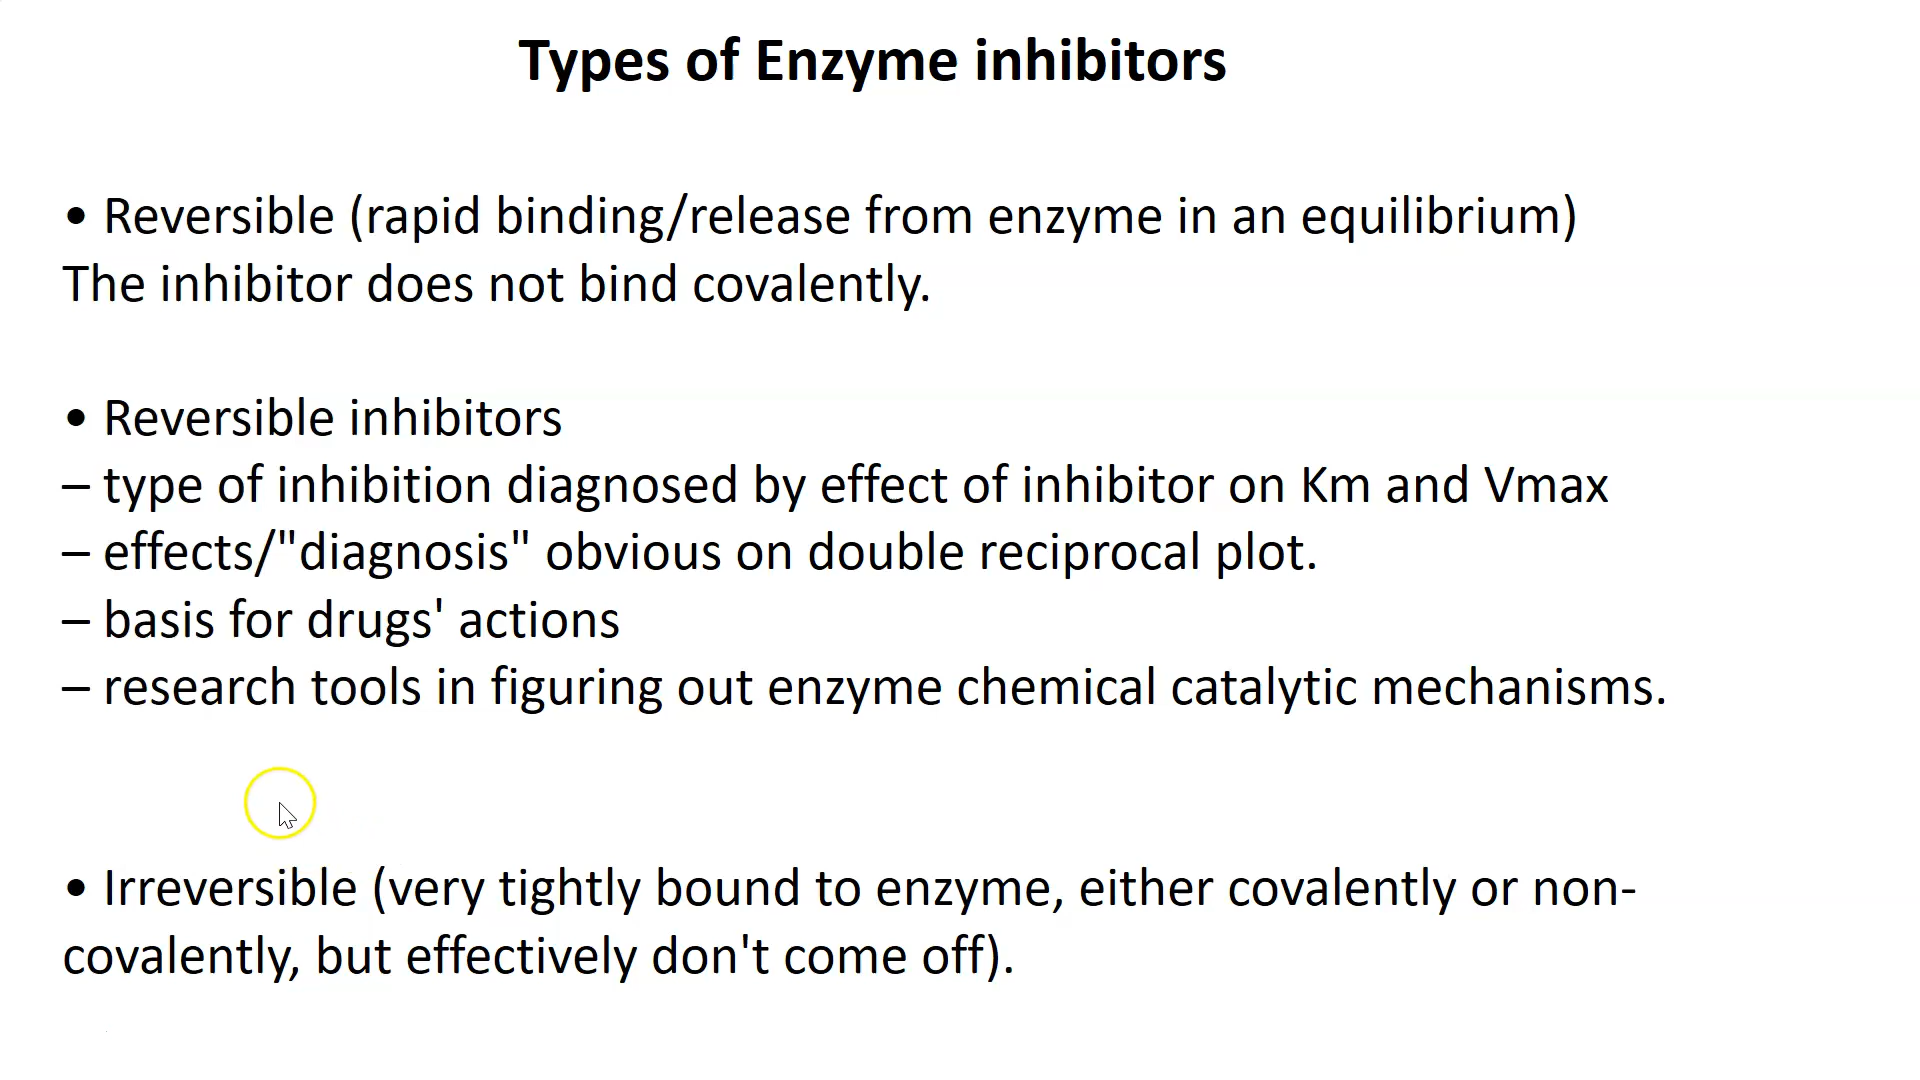 Types of Enzyme inhibitors
• Reversible (rapid binding/release from enzyme in an equilibrium)
The inhibitor does not bind covalently.
• Reversible inhibitors
– type of inhibition diagnosed by effect of inhibitor on Km and Vmax
– effects/"diagnosis" obvious on double reciprocal plot.
– basis for drugs' actions
– research tools in figuring out enzyme chemical catalytic mechanisms.
• Irreversible (very tightly bound to enzyme, either covalently or non-
covalently, but effectively don't come off).